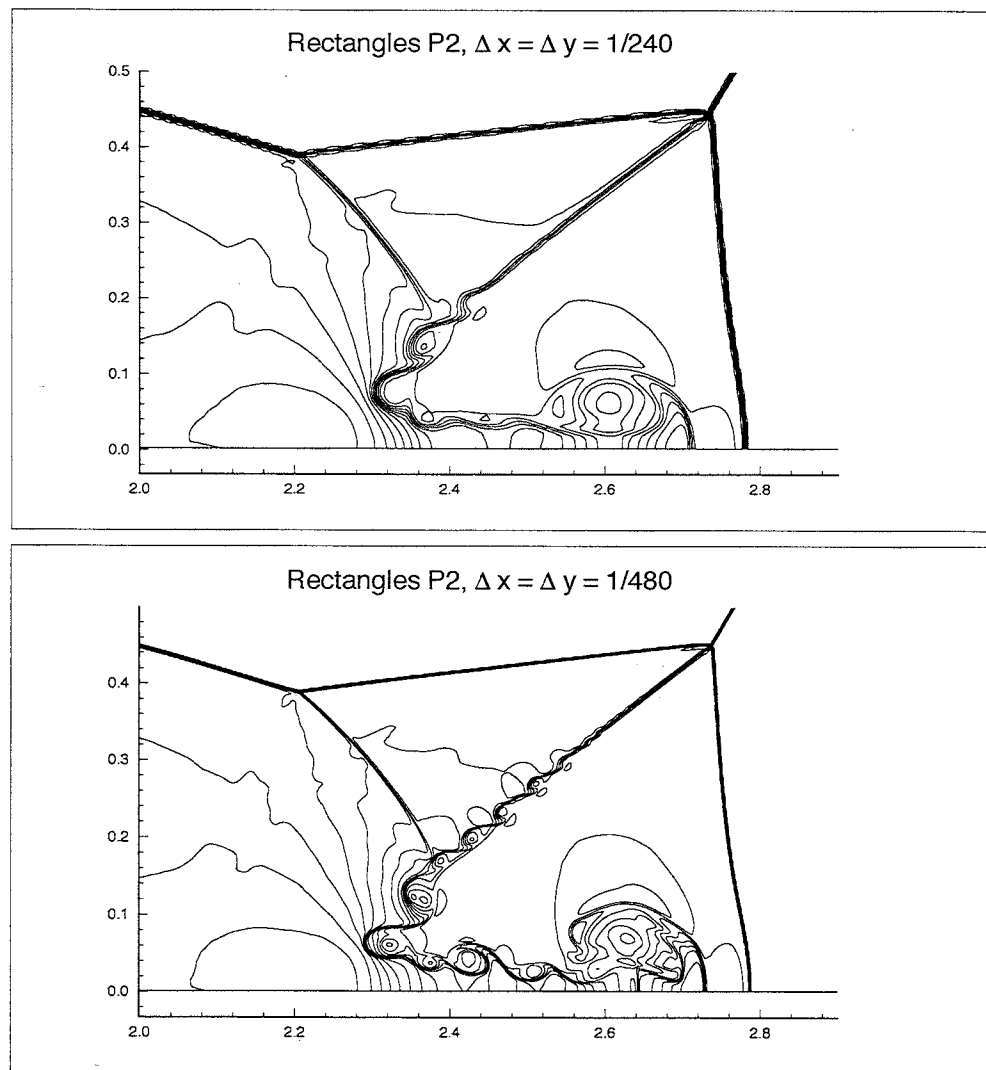 Rectangles P2, Δ x = Δ y = 1/240
0.5
0.4
0.3
0.2
0.1
0.0
2.0 2.2 2.4 2.6 2.8
Rectangles P2, Δ x = Δ y = 1/480
0.4
0.3
0.2
0.1
0.0
2.0 2.2 2.4 2.6 2.8